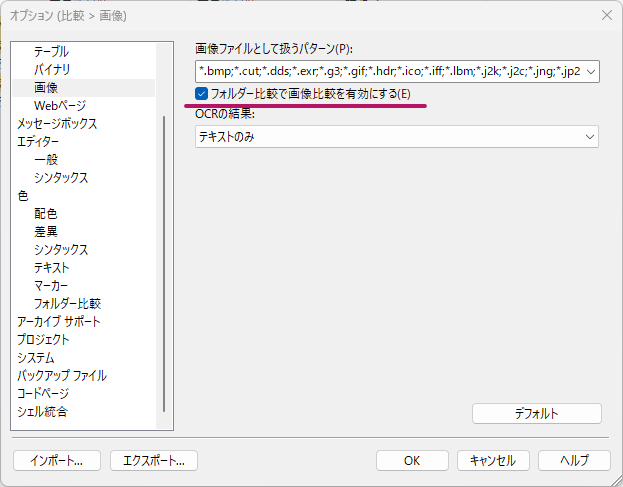 オプション (比較 > 画像)
テーブル
バイナリ
画像
Webページ
メッセージボックス
エディター
一般
シンタックス
色
配色
差異
シンタックス
テキスト
マーカー
フォルダー比較
アーカイブ サポート
プロジェクト
システム
バックアップ ファイル
コードページ
シェル統合
画像ファイルとして扱うパターン(P):
*.bmp;*.cut;*.dds;*.exr;*.g3;*.gif;*.hdr;*.ico;*.iff;*.lbm;*.j2k;*.j2c;*.jng;*.jp2
フォルダー比較で画像比較を有効にする(E)
OCRの結果:
テキストのみ
デフォルト
インポート...
エクスポート...
OK
キャンセル
ヘルプ